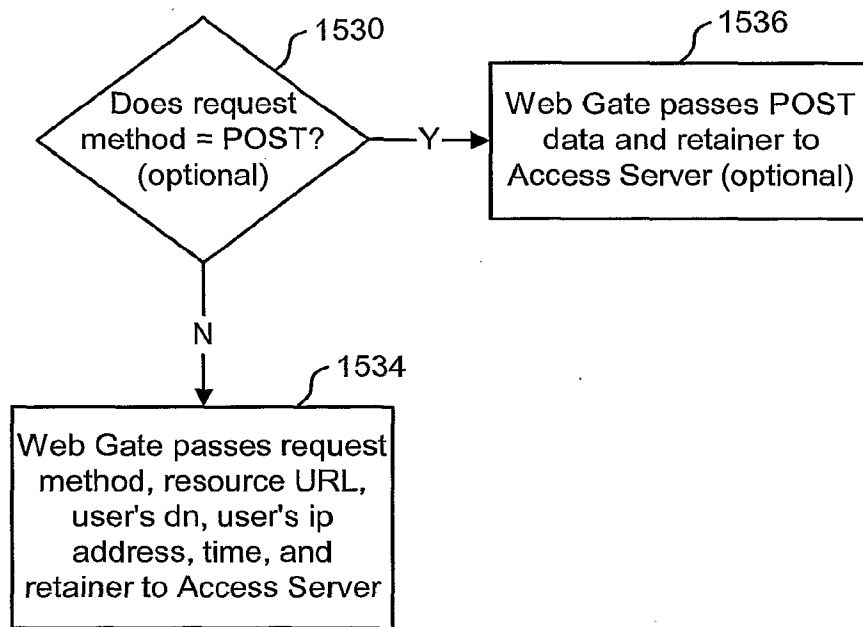 1530
Does request
method = POST?
(optional)
Y
1536
Web Gate passes POST
data and retainer to
Access Server (optional)
N
1534
Web Gate passes request
method, resource URL,
user's dn, user's ip
address, time, and
retainer to Access Server